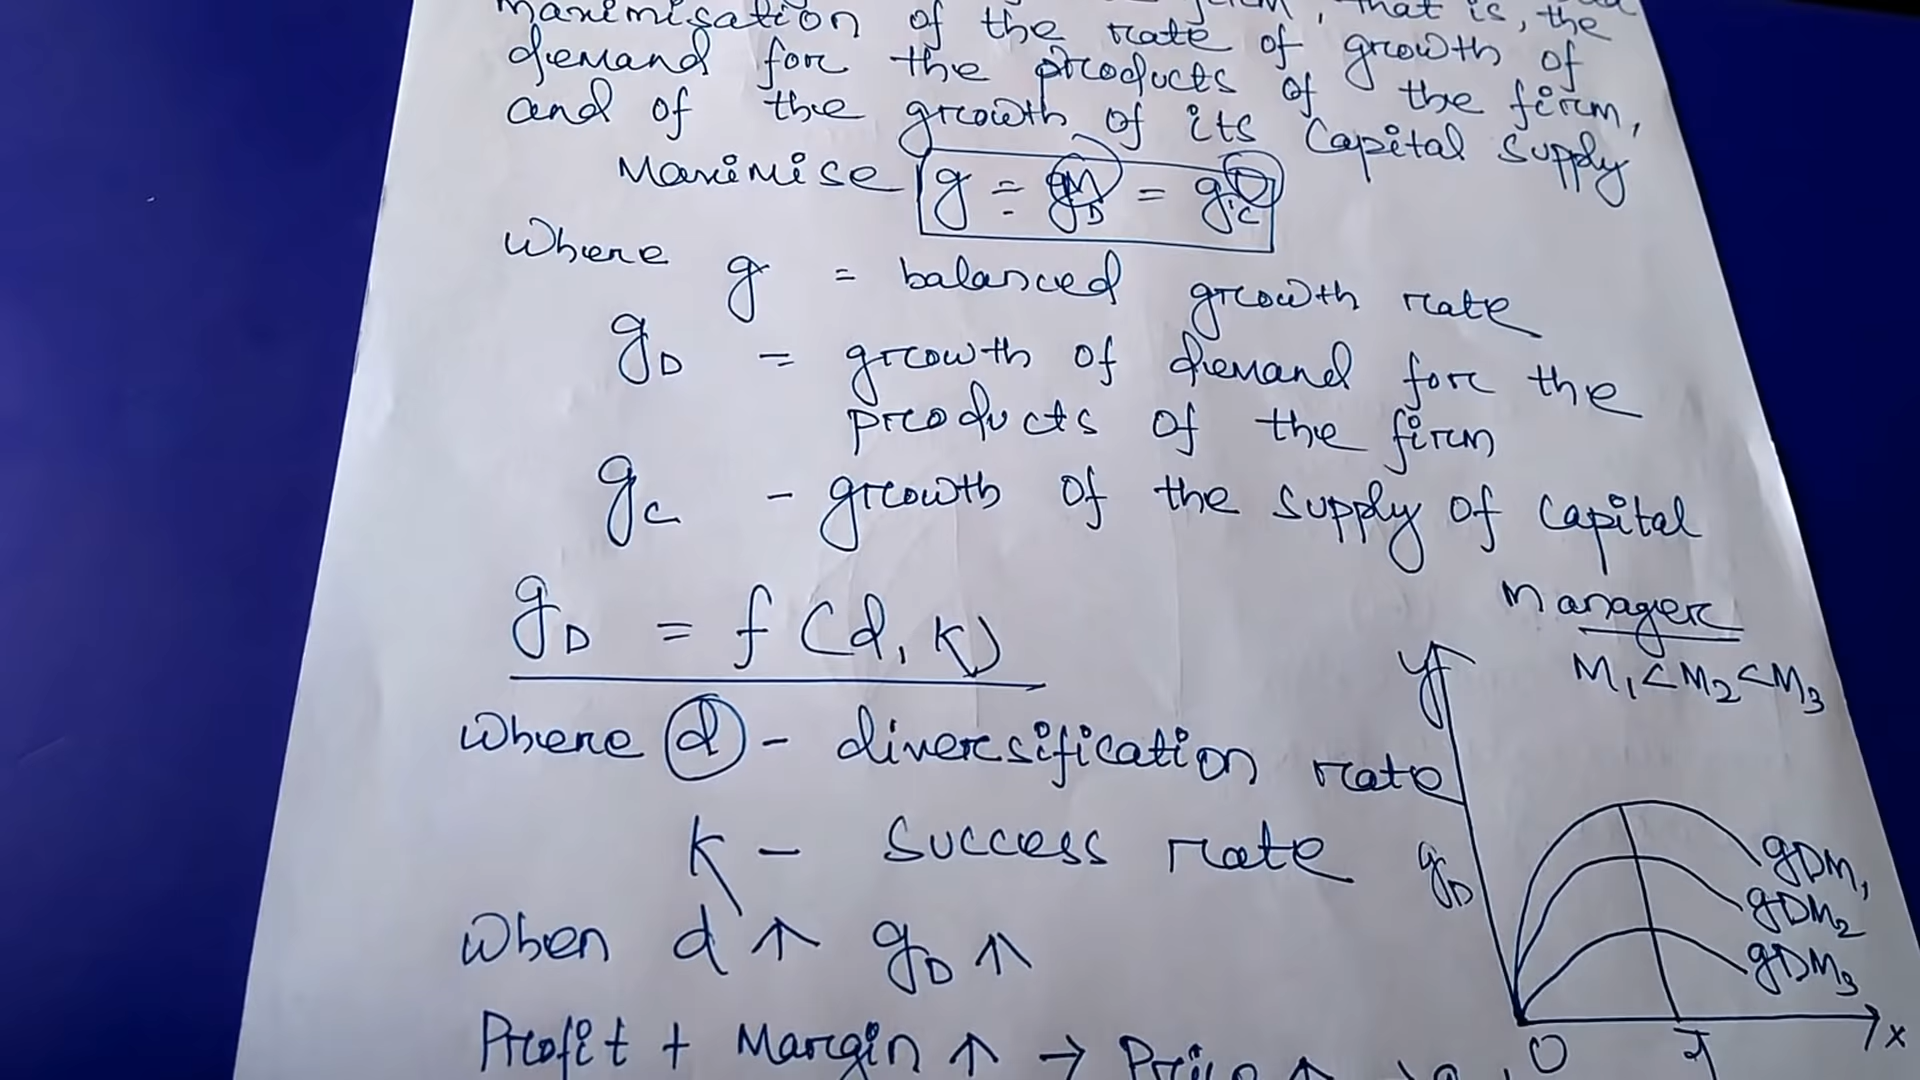 maximisation of the rate of growth of
firm, that is, the
demand for the products of the firm,
and of the growth of its Capital Supply
Maximise g = gD = gC
Where g = balanced growth rate
gD = growth of demand for the
products of the firm
gC - growth of the supply of capital
gD = f (d, K)
Where d - diversification rate
K - Success rate
When d ↑ gD ↑
Profit + Margin ↑ →
Manager
M1 < M2 < M3
y
gD
gDM1
gDM2
gDM3
O
x